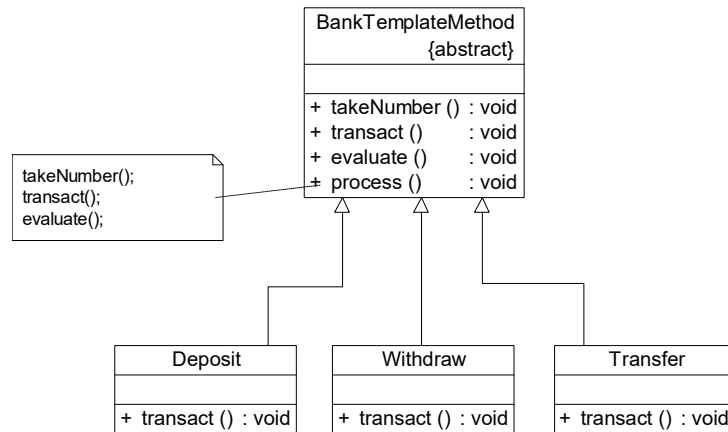 BankTemplateMethod
{abstract}
+ takeNumber () : void
+ transact () : void
+ evaluate () : void
+ process () : void
takeNumber();
transact();
evaluate();
Deposit
+ transact () : void
Withdraw
+ transact () : void
Transfer
+ transact () : void